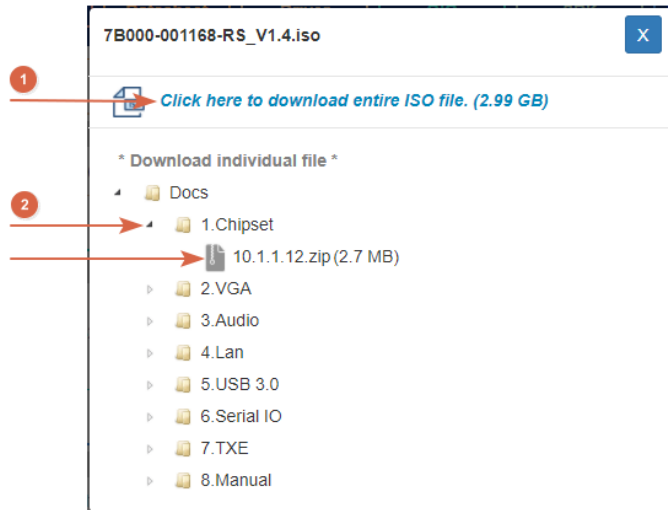 7B000-001168-RS_V1.4.iso
X
1
Click here to download entire ISO file. (2.99 GB)
* Download individual file *
Docs
2
1.Chipset
10.1.1.12.zip (2.7 MB)
2.VGA
3.Audio
4.Lan
5.USB 3.0
6.Serial IO
7.TXE
8.Manual